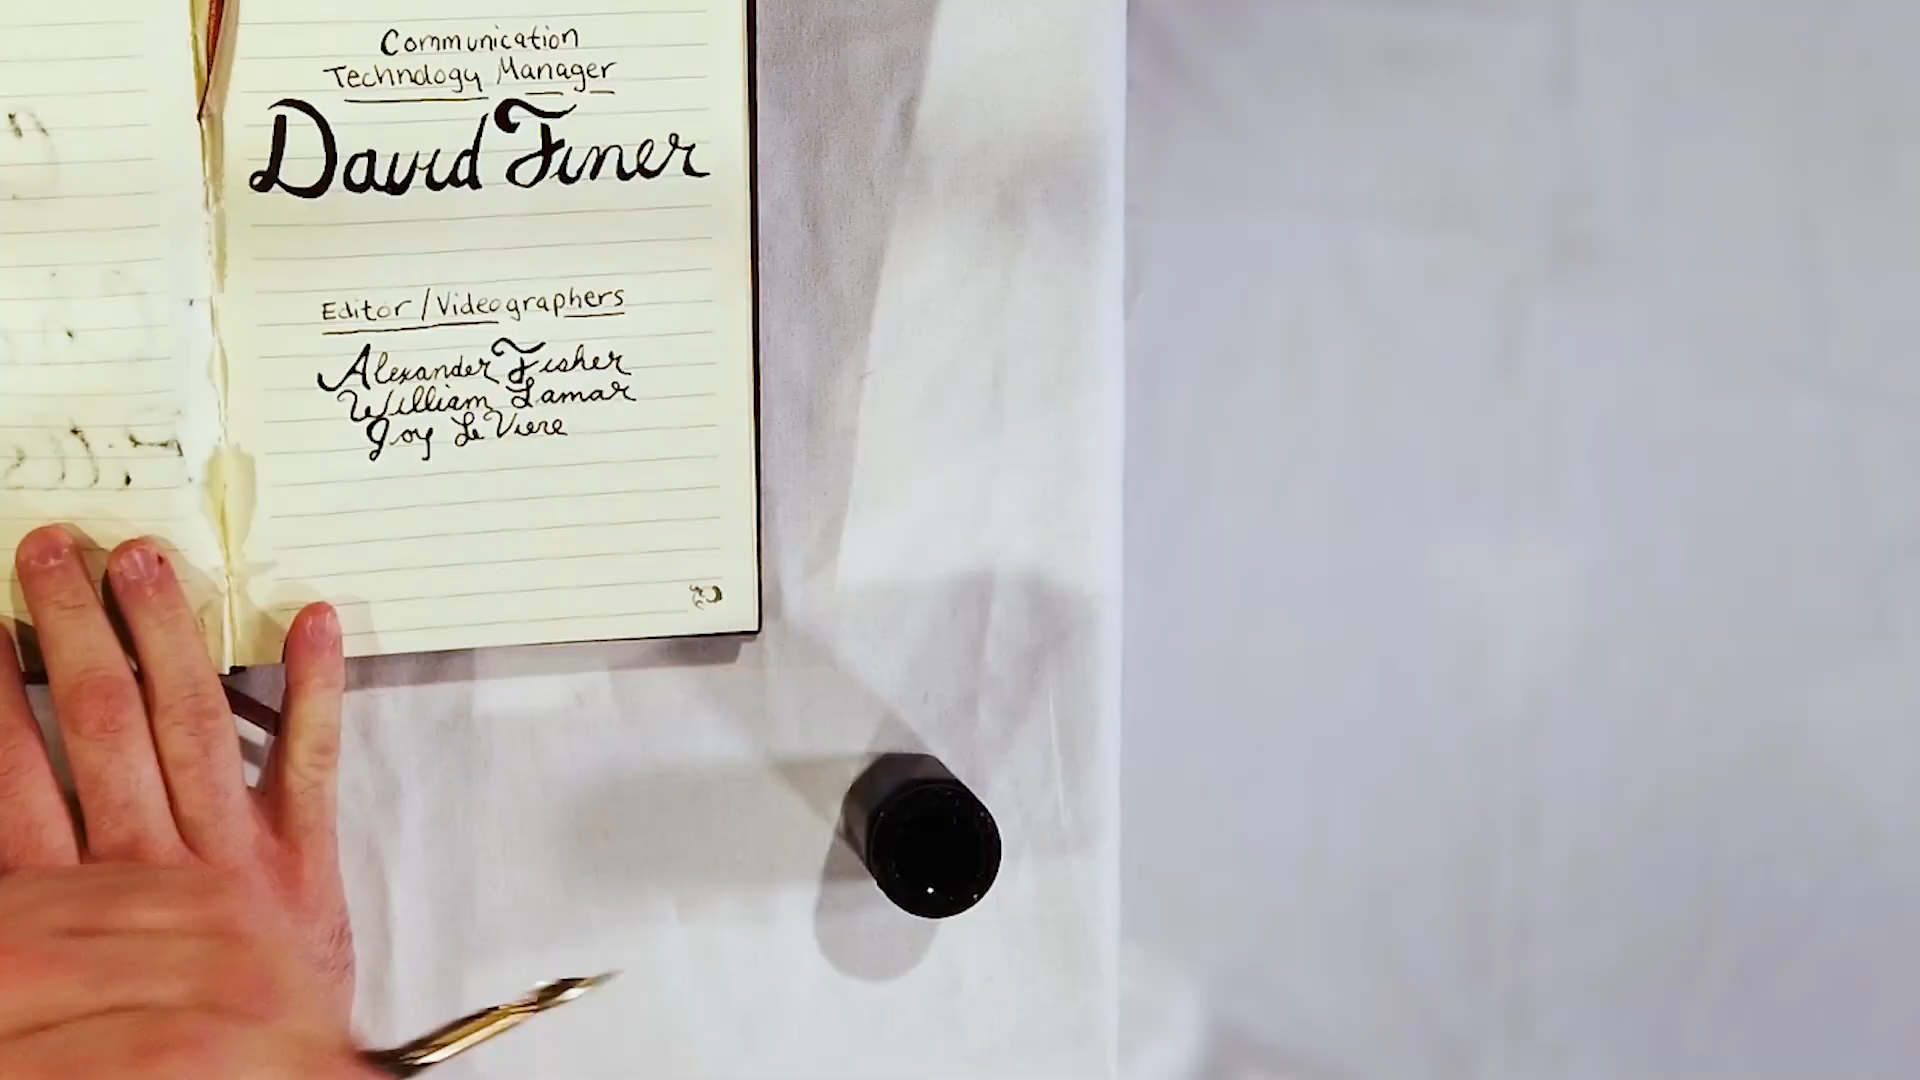 Communication
Technology Manager
David Finer
Editor/Videographers
Alexander Fisher
William Lamar
Joy LeViere